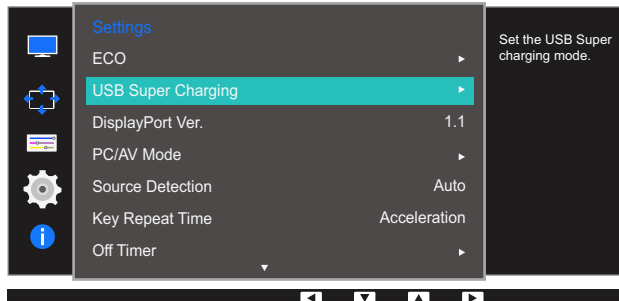 Settings
ECO
USB Super Charging
DisplayPort Ver. 1.1
PC/AV Mode
Source Detection Auto
Key Repeat Time Acceleration
Off Timer
Set the USB Super
charging mode.